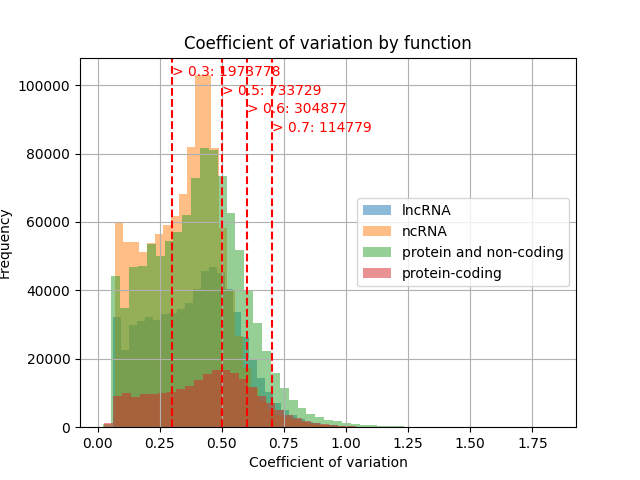 Coefficient of variation by function
> 0.3: 1978778
> 0.5: 733729
> 0.6: 304877
> 0.7: 114779
100000
80000
60000
40000
20000
0
Frequency
lncRNA
ncRNA
protein and non-coding
protein-coding
0.00 0.25 0.50 0.75 1.00 1.25 1.50 1.75
Coefficient of variation